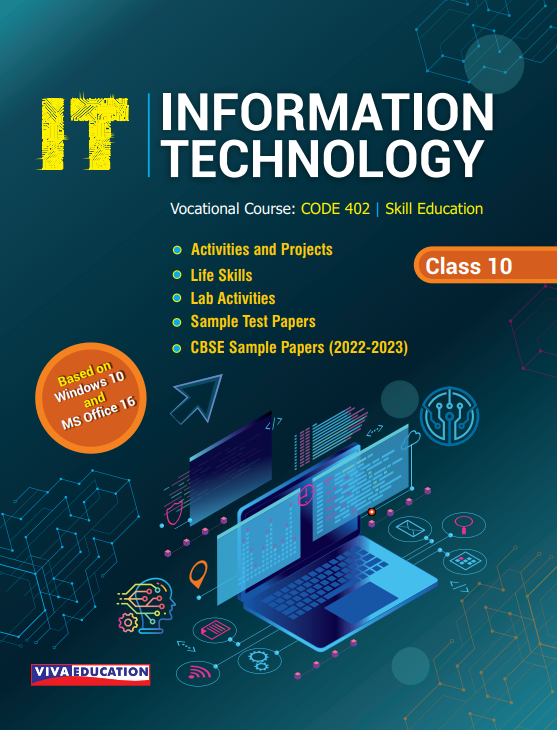 IT
INFORMATION
TECHNOLOGY
Vocational Course: CODE 402 | Skill Education
Activities and Projects
Life Skills
Lab Activities
Sample Test Papers
CBSE Sample Papers (2022-2023)
Class 10
Based on
Windows 10
and
MS Office 16
VIVA EDUCATION